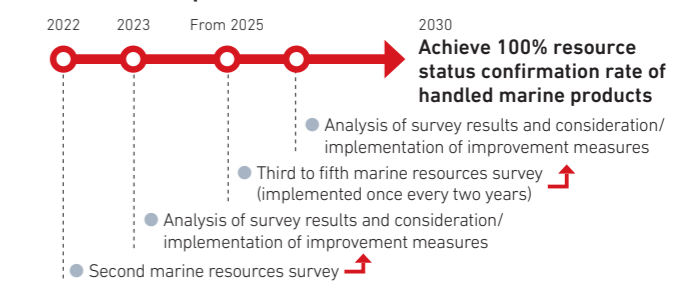 2022 2023 From 2025 2030
Achieve 100% resource
status confirmation rate of
handled marine products
Analysis of survey results and consideration/
implementation of improvement measures
Third to fifth marine resources survey
(implemented once every two years)
Analysis of survey results and consideration/
implementation of improvement measures
Second marine resources survey